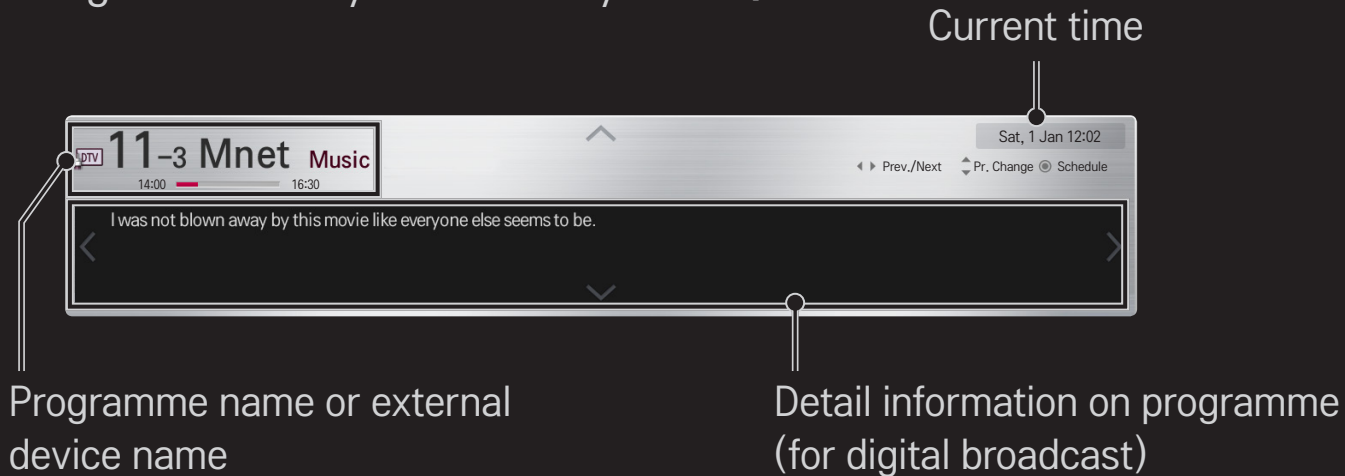 Current time
DTV 11-3 Mnet Music
14:00 16:30
Sat, 1 Jan 12:02
Prev./Next Pr. Change Schedule
I was not blown away by this movie like everyone else seems to be.
Programme name or external
device name
Detail information on programme
(for digital broadcast)